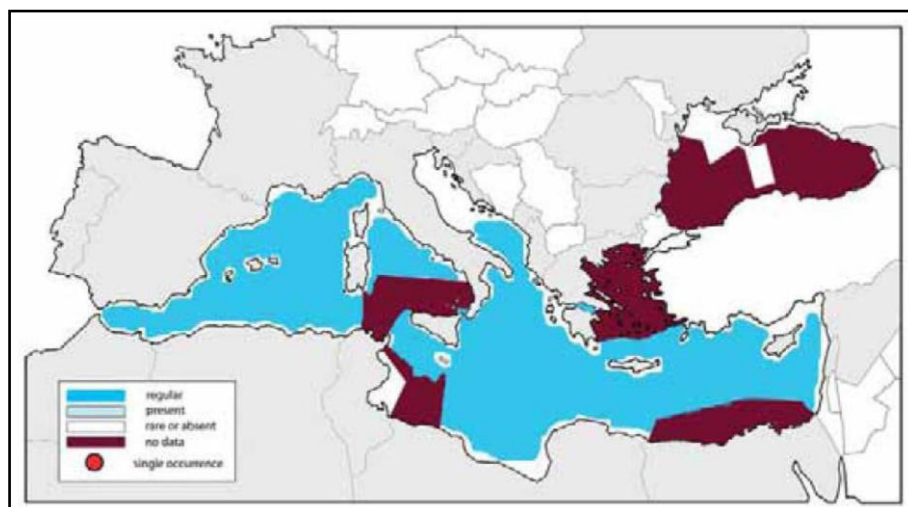 regular
present
rare or absent
no data
single occurrence